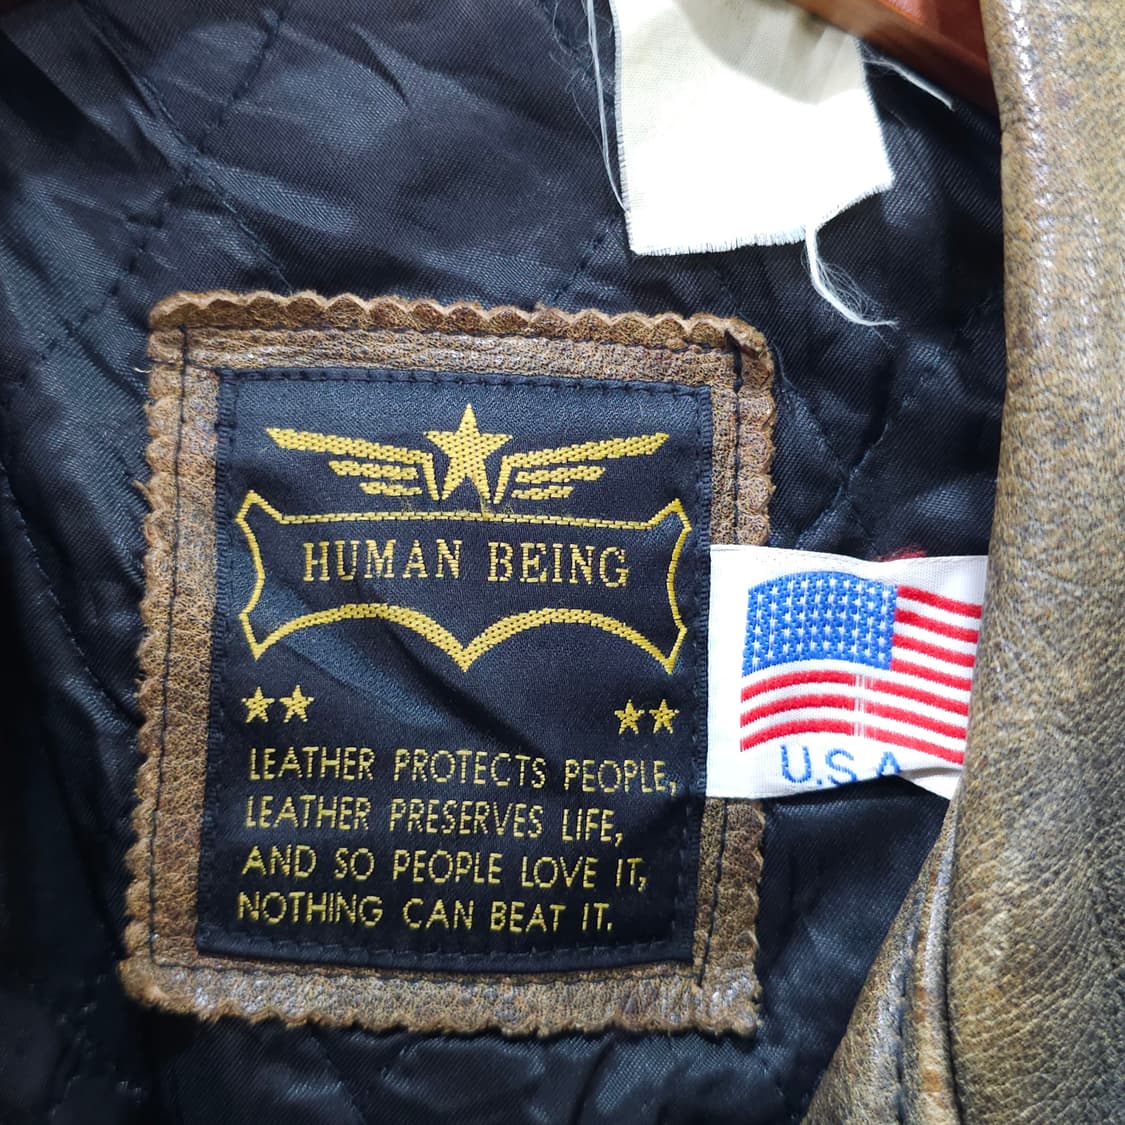 HUMAN BEING
LEATHER PROTECTS PEOPLE,
LEATHER PRESERVES LIFE,
AND SO PEOPLE LOVE IT,
NOTHING CAN BEAT IT.
U.S.A